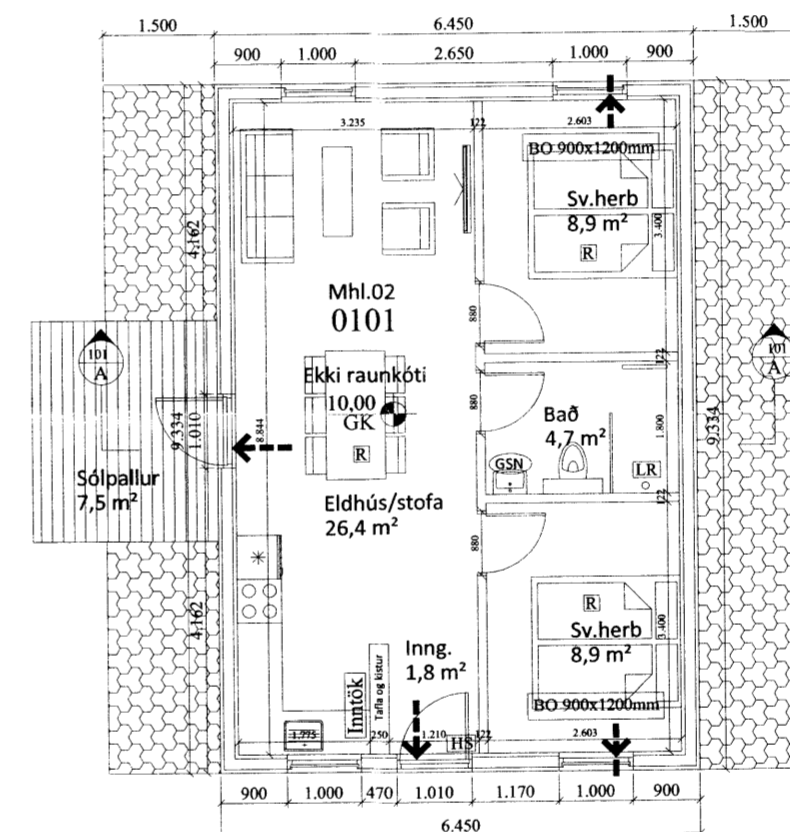 1.500
6.450
1.500
900
1.000
2.650
1.000
900
3.235
122
2.603
BO 900x1200mm
Sv.herb
8,9 m²
3.400
R
4.162
Mhl.02
0101
880
101
A
101
A
122
Ekki raunkóti
10,00
GK
R
880
Bað
4,7 m²
1.800
9.334
1.010
8.844
9.334
GSN
LR
Sólpallur
7,5 m²
Eldhús/stofa
26,4 m²
122
880
R
Sv.herb
8,9 m²
3.400
4.162
Inng.
1,8 m²
Inntök
Tafla og kistur
BO 900x1200mm
1.775
250
1.210
HS
122
2.603
900
1.000
470
1.010
1.170
1.000
900
6.450